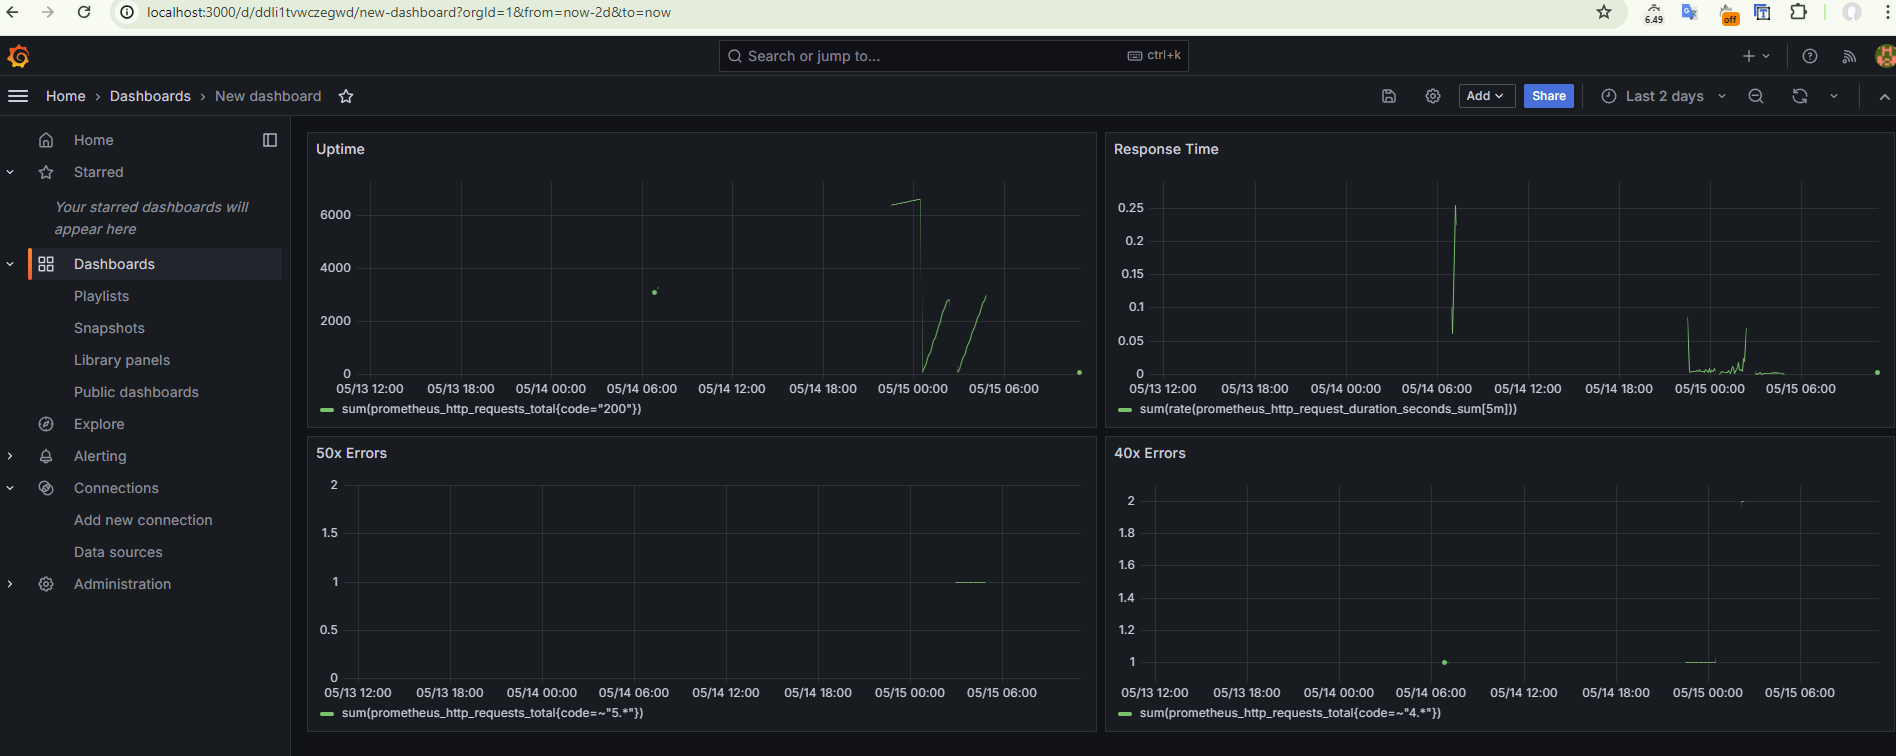 localhost:3000/d/ddli1tvwczegwd/new-dashboard?orgId=1&from=now-2d&to=now
6.49
off
Search or jump to...
ctrl+k
Home › Dashboards › New dashboard
Add
Share
Last 2 days
Home
Starred
Your starred dashboards will
appear here
Dashboards
Playlists
Snapshots
Library panels
Public dashboards
Explore
Alerting
Connections
Add new connection
Data sources
Administration
Uptime
6000
4000
2000
0
05/13 12:00 05/13 18:00 05/14 00:00 05/14 06:00 05/14 12:00 05/14 18:00 05/15 00:00 05/15 06:00
sum(prometheus_http_requests_total{code="200"})
Response Time
0.25
0.2
0.15
0.1
0.05
0
05/13 12:00 05/13 18:00 05/14 00:00 05/14 06:00 05/14 12:00 05/14 18:00 05/15 00:00 05/15 06:00
sum(rate(prometheus_http_request_duration_seconds_sum[5m]))
50x Errors
2
1.5
1
0.5
0
05/13 12:00 05/13 18:00 05/14 00:00 05/14 06:00 05/14 12:00 05/14 18:00 05/15 00:00 05/15 06:00
sum(prometheus_http_requests_total{code=~"5.*"})
40x Errors
2
1.8
1.6
1.4
1.2
1
05/13 12:00 05/13 18:00 05/14 00:00 05/14 06:00 05/14 12:00 05/14 18:00 05/15 00:00 05/15 06:00
sum(prometheus_http_requests_total{code=~"4.*"})